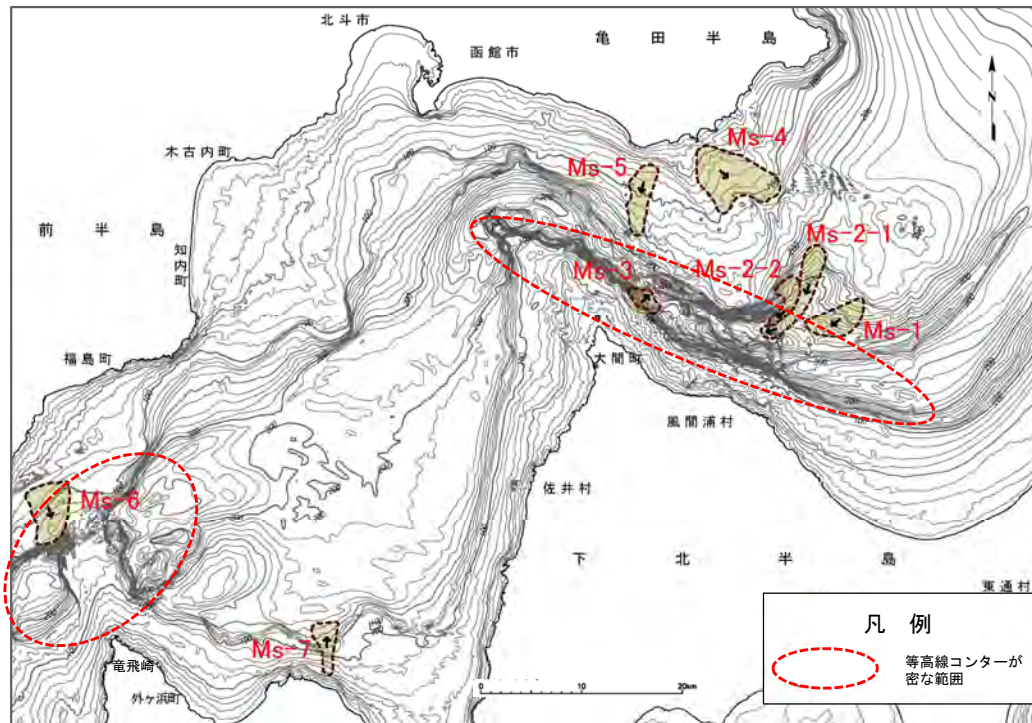 北斗市
函館市
亀田半島
木古内町
前半島
知内町
福島町
Ms-4
Ms-5
Ms-2-1
Ms-2-2
Ms-3
Ms-1
大間町
風間浦村
佐井村
下北半島
東通村
Ms-6
Ms-7
竜飛崎
外ヶ浜町
N
0 10 20km
凡 例
等高線コンターが
密な範囲